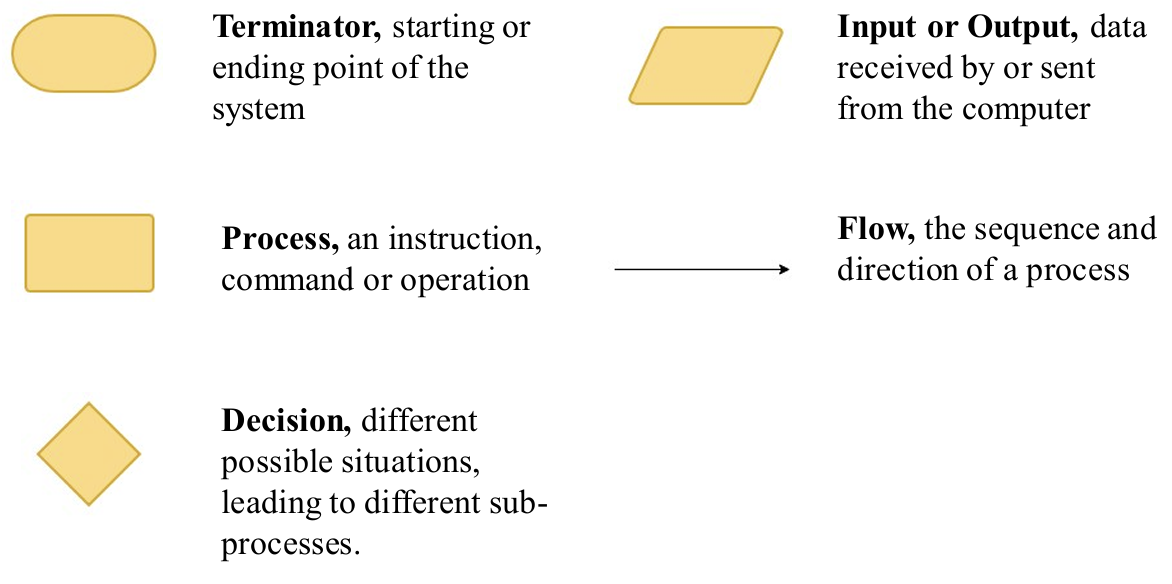 Terminator, starting or
ending point of the
system
Input or Output, data
received by or sent
from the computer
Process, an instruction,
command or operation
Flow, the sequence and
direction of a process
Decision, different
possible situations,
leading to different sub-
processes.